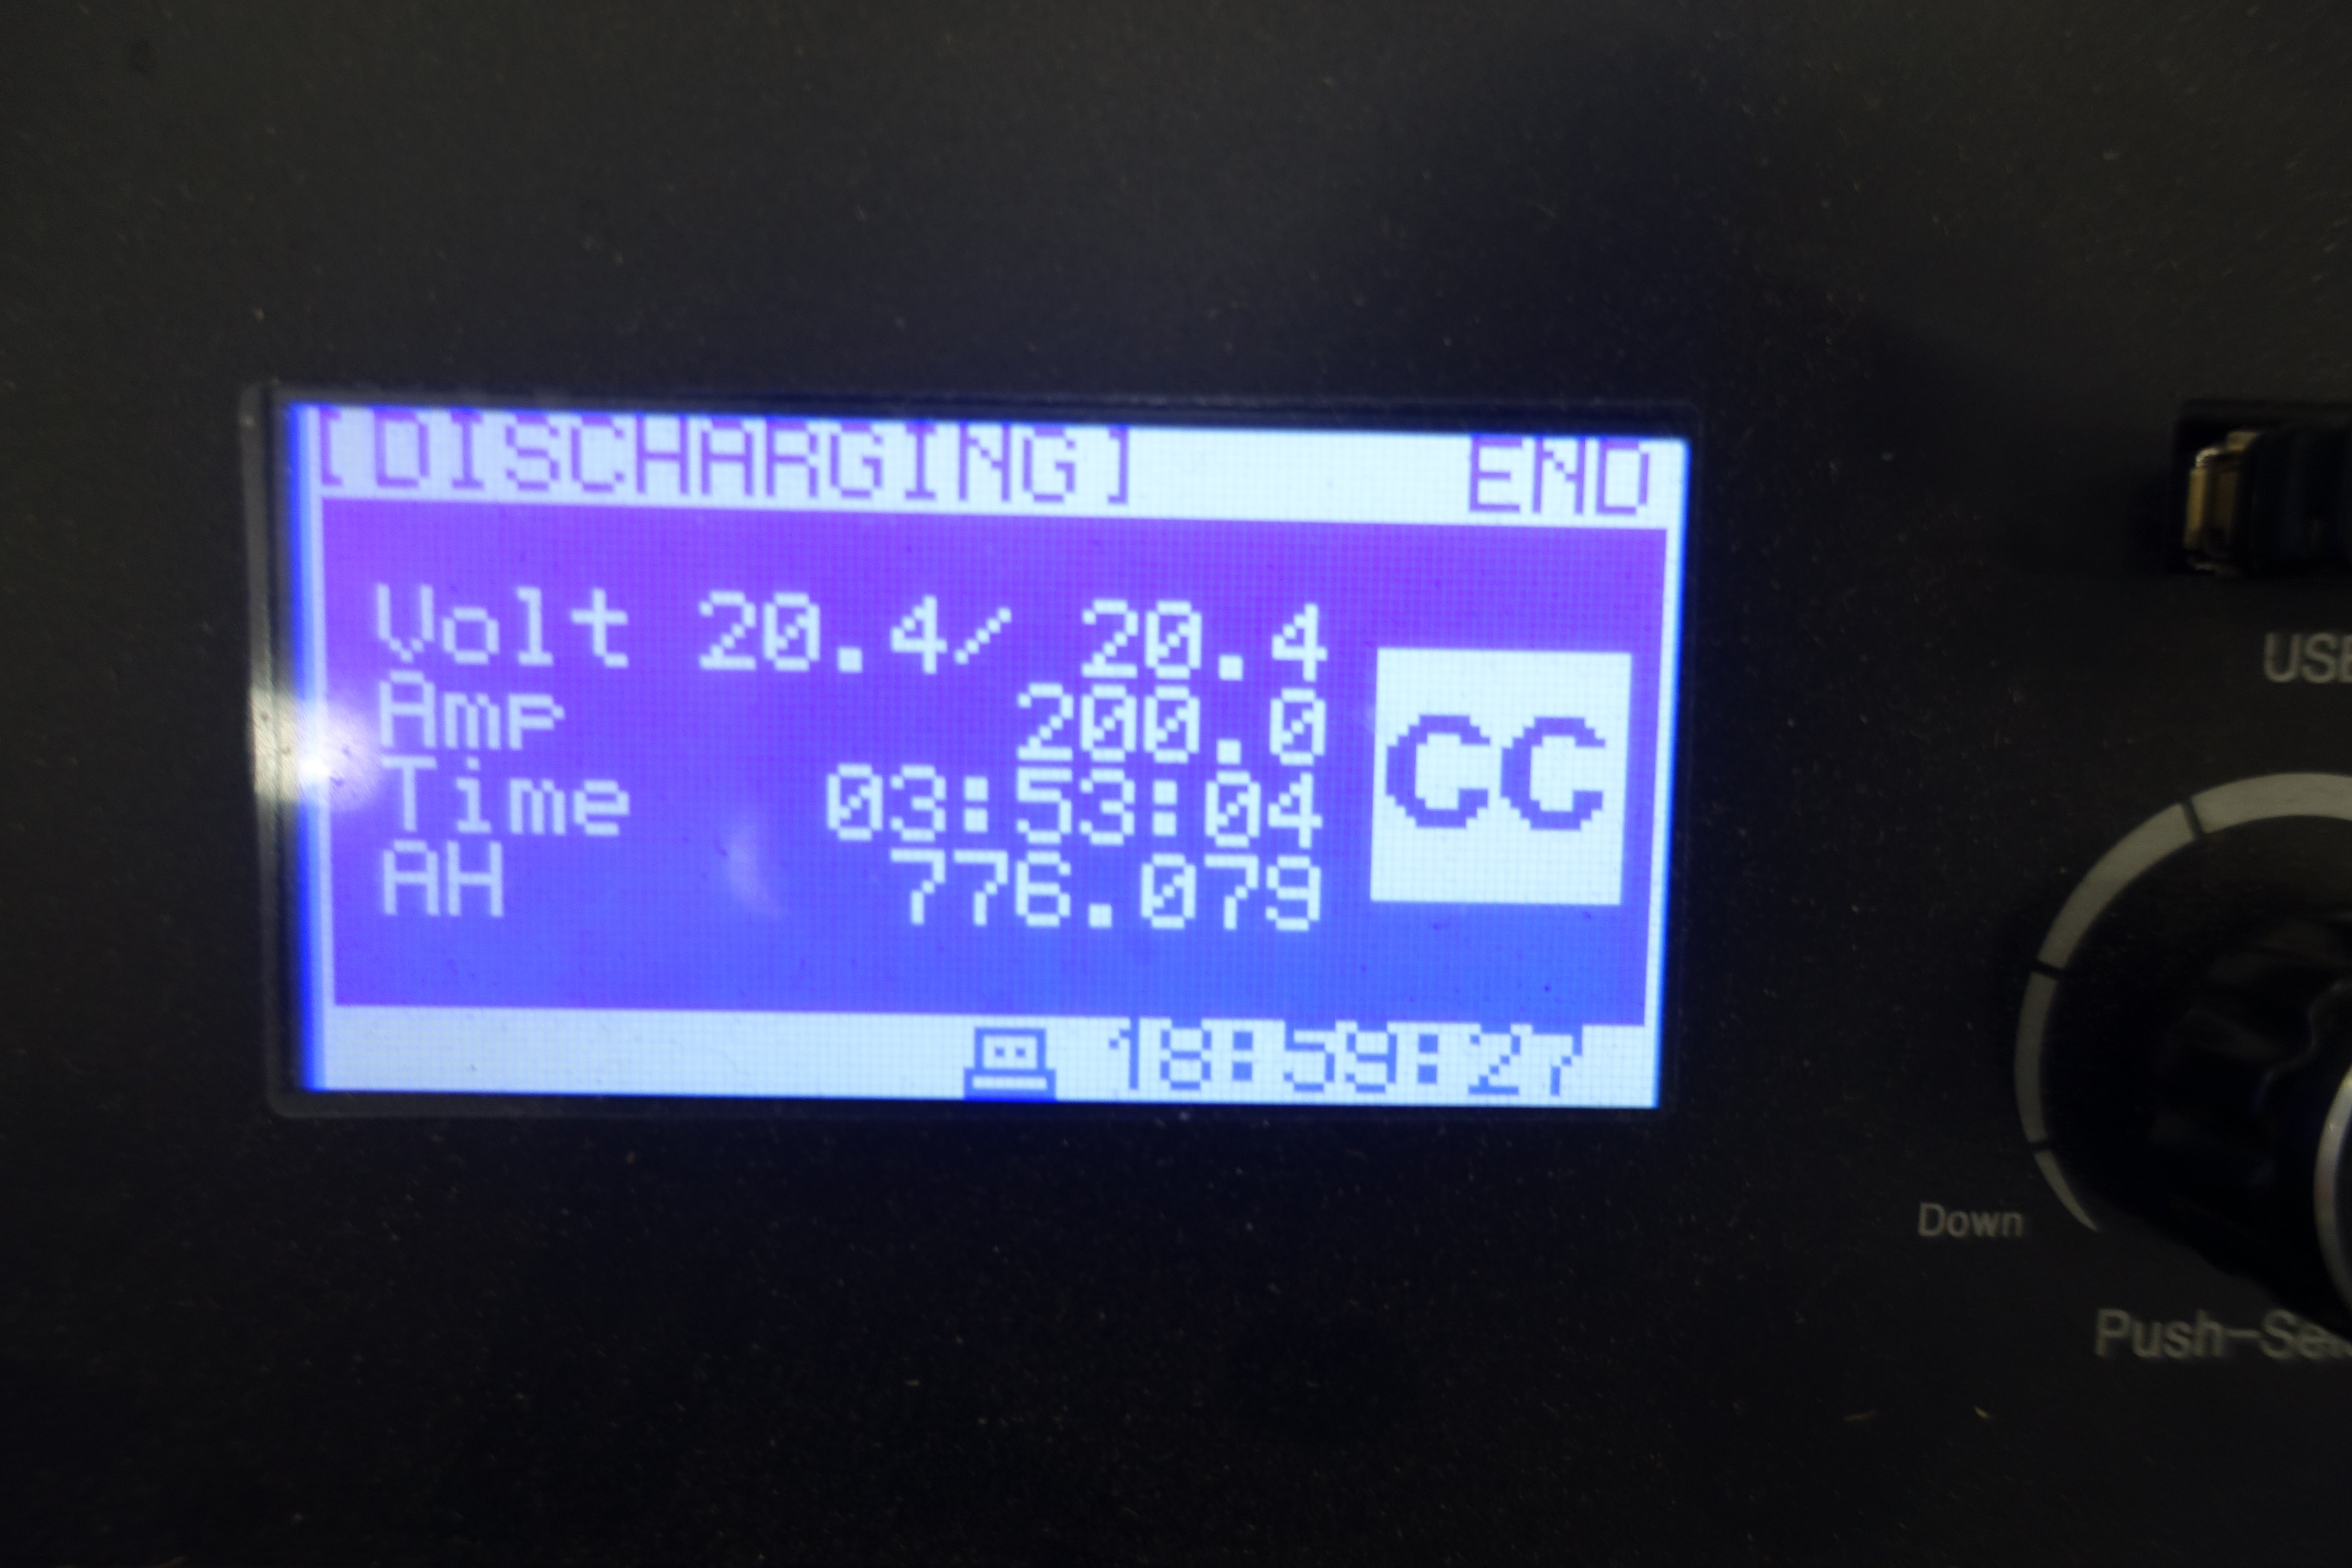 [DISCHARGING] END
Volt 20.4/ 20.4
Amp 200.0
Time 03:53:04
AH 776.079
CC
18:59:27
Down